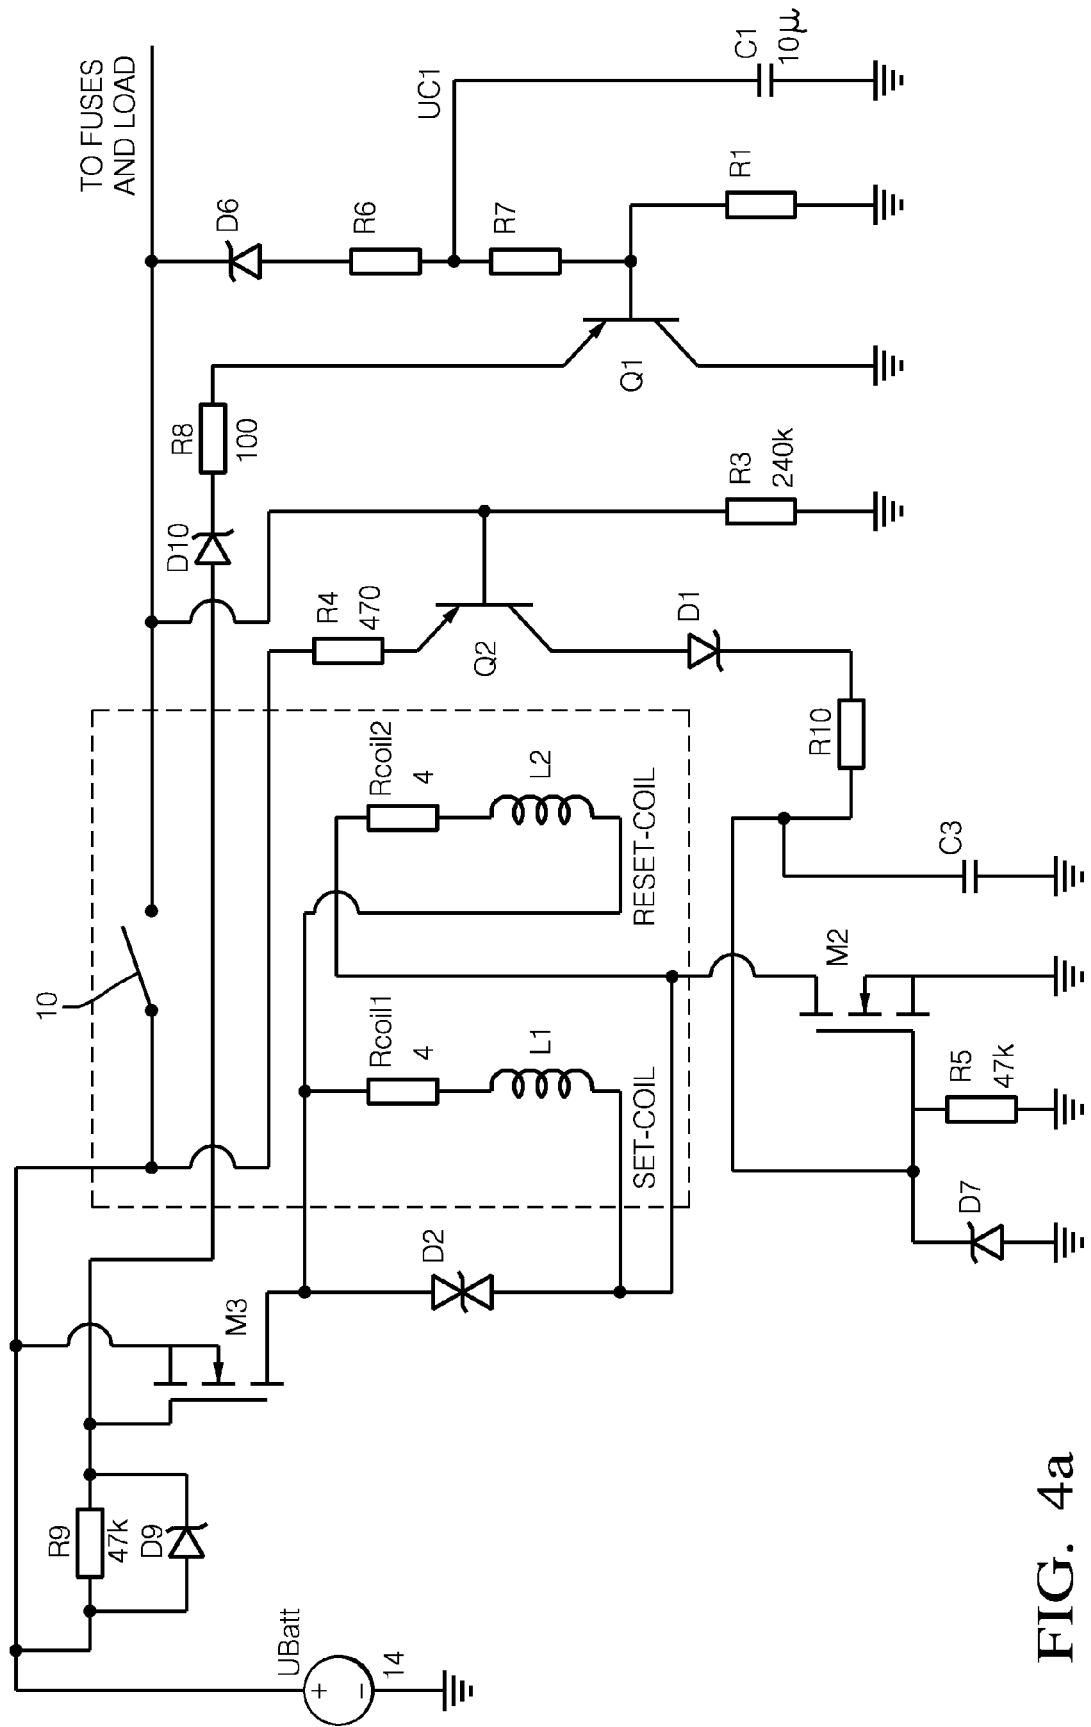 TO FUSES
AND LOAD
UC1
C1
10μ
D6
R6
R7
R1
Q1
R8
100
D10
R3
240k
R4
470
Q2
D1
R10
C3
10
Rcoil2
4
L2
RESET-COIL
Rcoil1
4
L1
SET-COIL
M2
R5
47k
D7
D2
M3
R9
47k
D9
UBatt
+
−
14
FIG. 4a